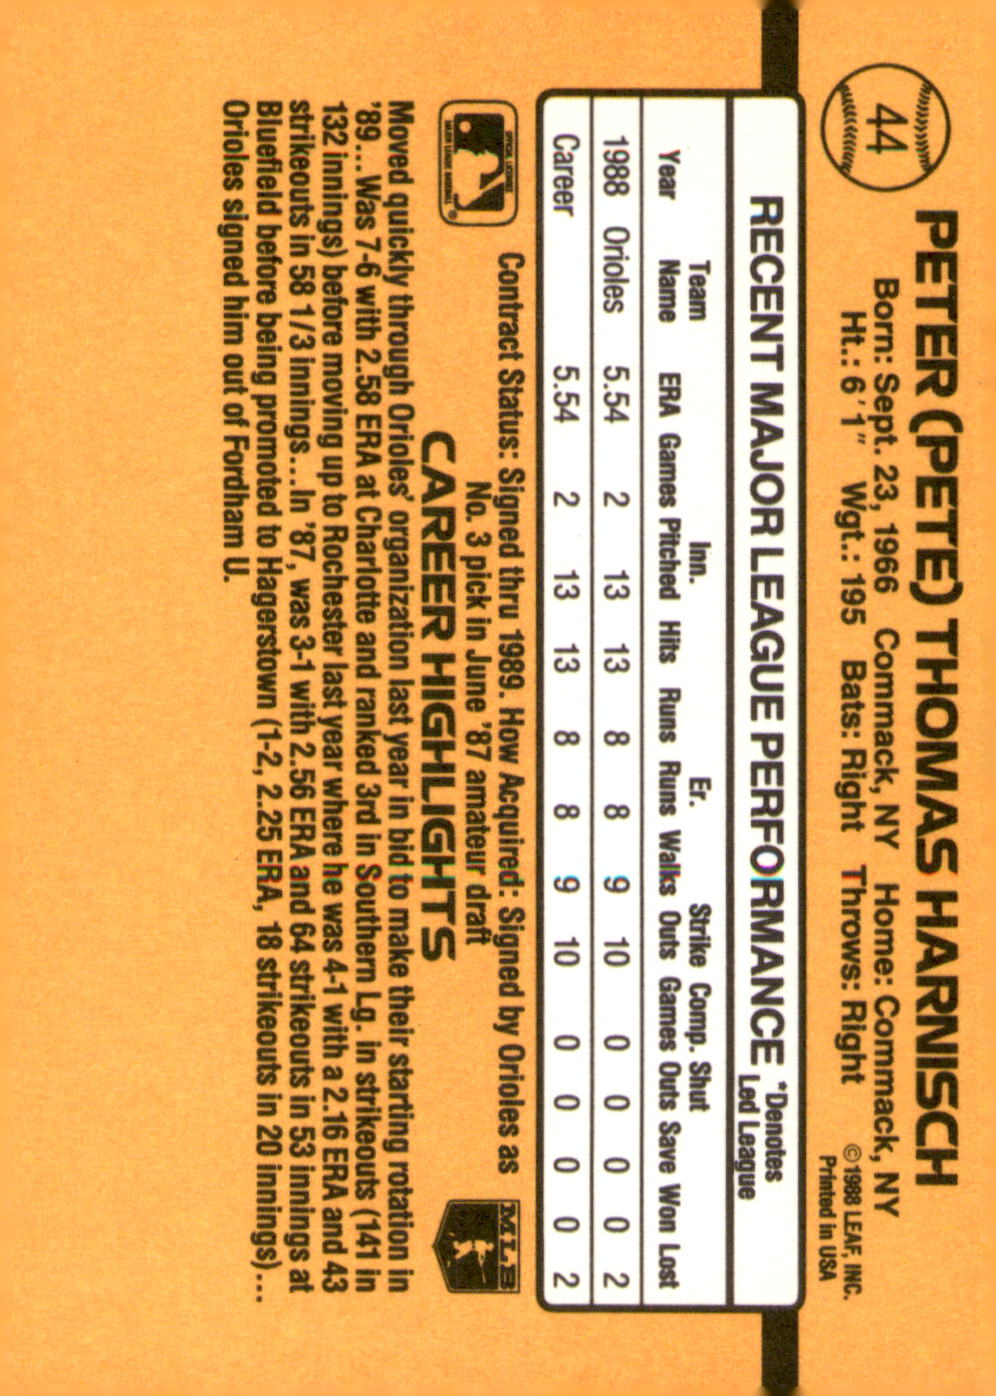 44
PETER (PETE) THOMAS HARNISCH
Born: Sept. 23, 1966 Commack, NY Home: Commack, NY
Ht.: 6'1" Wgt.: 195 Bats: Right Throws: Right
©1988 LEAF, INC.
Printed in USA
RECENT MAJOR LEAGUE PERFORMANCE *Denotes
Led League
Team Inn. Er. Strike Comp. Shut
Year Name ERA Games Pitched Hits Runs Runs Walks Outs Games Outs Save Won Lost
1988 Orioles 5.54 2 13 13 8 8 9 10 0 0 0 0 2
Career 5.54 2 13 13 8 8 9 10 0 0 0 0 2
OFFICIAL LICENSEE
MAJOR LEAGUE BASEBALL
®
Contract Status: Signed thru 1989. How Acquired: Signed by Orioles as
No. 3 pick in June '87 amateur draft
MLB
CAREER HIGHLIGHTS
Moved quickly through Orioles' organization last year in bid to make their starting rotation in
'89...Was 7-6 with 2.58 ERA at Charlotte and ranked 3rd in Southern Lg. in strikeouts (141 in
132 innings) before moving up to Rochester last year where he was 4-1 with a 2.16 ERA and 43
strikeouts in 58 1/3 innings...In '87, was 3-1 with 2.56 ERA and 64 strikeouts in 53 innings at
Bluefield before being promoted to Hagerstown (1-2, 2.25 ERA, 18 strikeouts in 20 innings)...
Orioles signed him out of Fordham U.